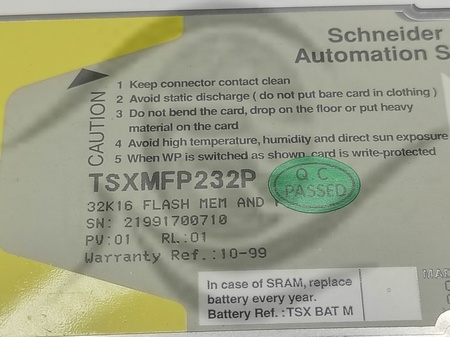 Schneider
Automation S
CAUTION
1 Keep connector contact clean
2 Avoid static discharge ( do not put bare card in clothing )
3 Do not bend the card, drop on the floor or put heavy
material on the card
4 Avoid high temperature, humidity and direct sun exposure
5 When WP is switched as shown, card is write-protected
TSXMFP232P
Q.C
PASSED
32K16 FLASH MEM AND
SN: 21991700710
PV:01 RL:01
Warranty Ref.:10-99
In case of SRAM, replace
battery every year.
Battery Ref. :TSX BAT M